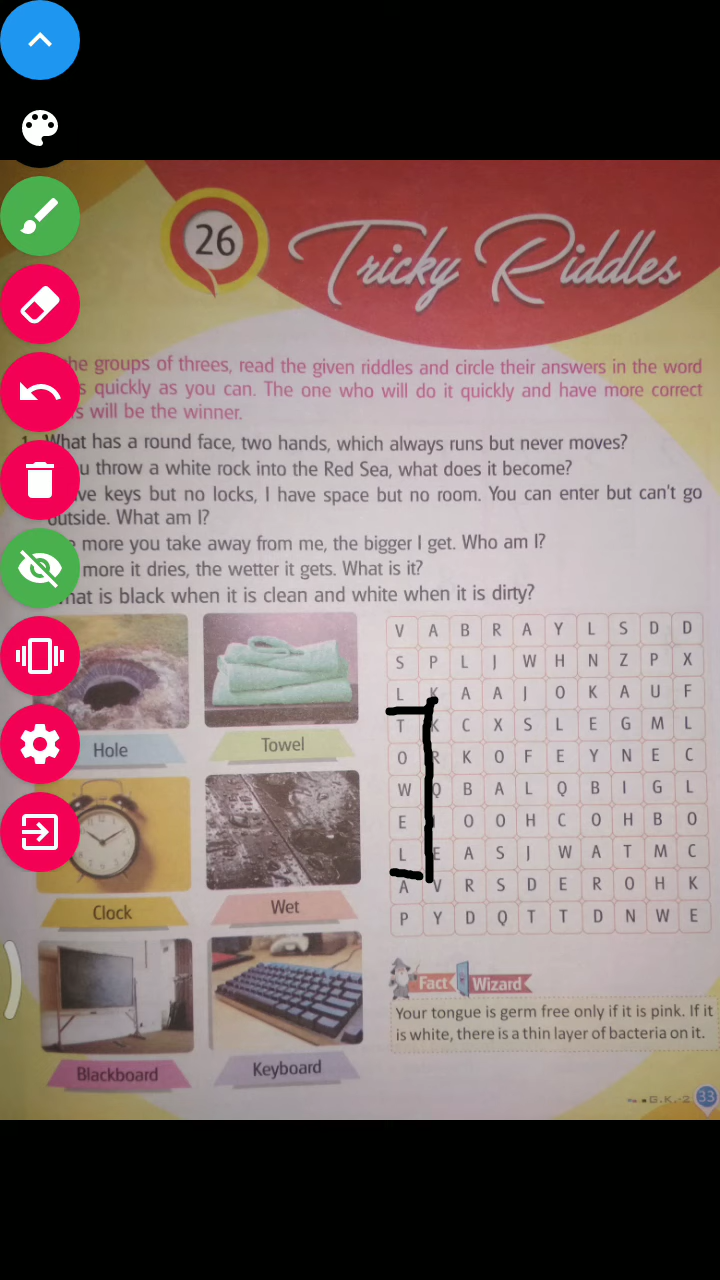 26
Tricky Riddles
groups of threes, read the given riddles and circle their answers in the word
quickly as you can. The one who will do it quickly and have more correct
will be the winner.
What has a round face, two hands, which always runs but never moves?
throw a white rock into the Red Sea, what does it become?
keys but no locks, I have space but no room. You can enter but can't go
outside. What am I?
more you take away from me, the bigger I get. Who am I?
more it dries, the wetter it gets. What is it?
is black when it is clean and white when it is dirty?
V A B R A Y L S D D
S P L J W H N Z P X
L K A A J O K A U F
T K C X S L E G M L
O R K O F E Y N E C
W Q B A L Q B I G L
E O O H C O H B O
L E A S J W A T M C
A V R S D E R O H K
P Y D Q T T D N W E
Hole
Towel
Clock
Wet
Blackboard
Keyboard
Fact Wizard
Your tongue is germ free only if it is pink. If it
is white, there is a thin layer of bacteria on it.
G.K.-2 33